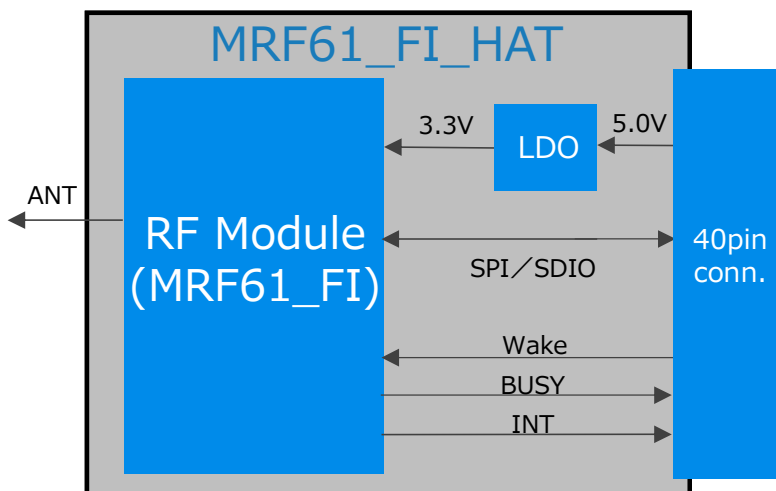 MRF61_FI_HAT
3.3V
LDO
5.0V
ANT
RF Module
(MRF61_FI)
SPI／SDIO
40pin
conn.
Wake
BUSY
INT